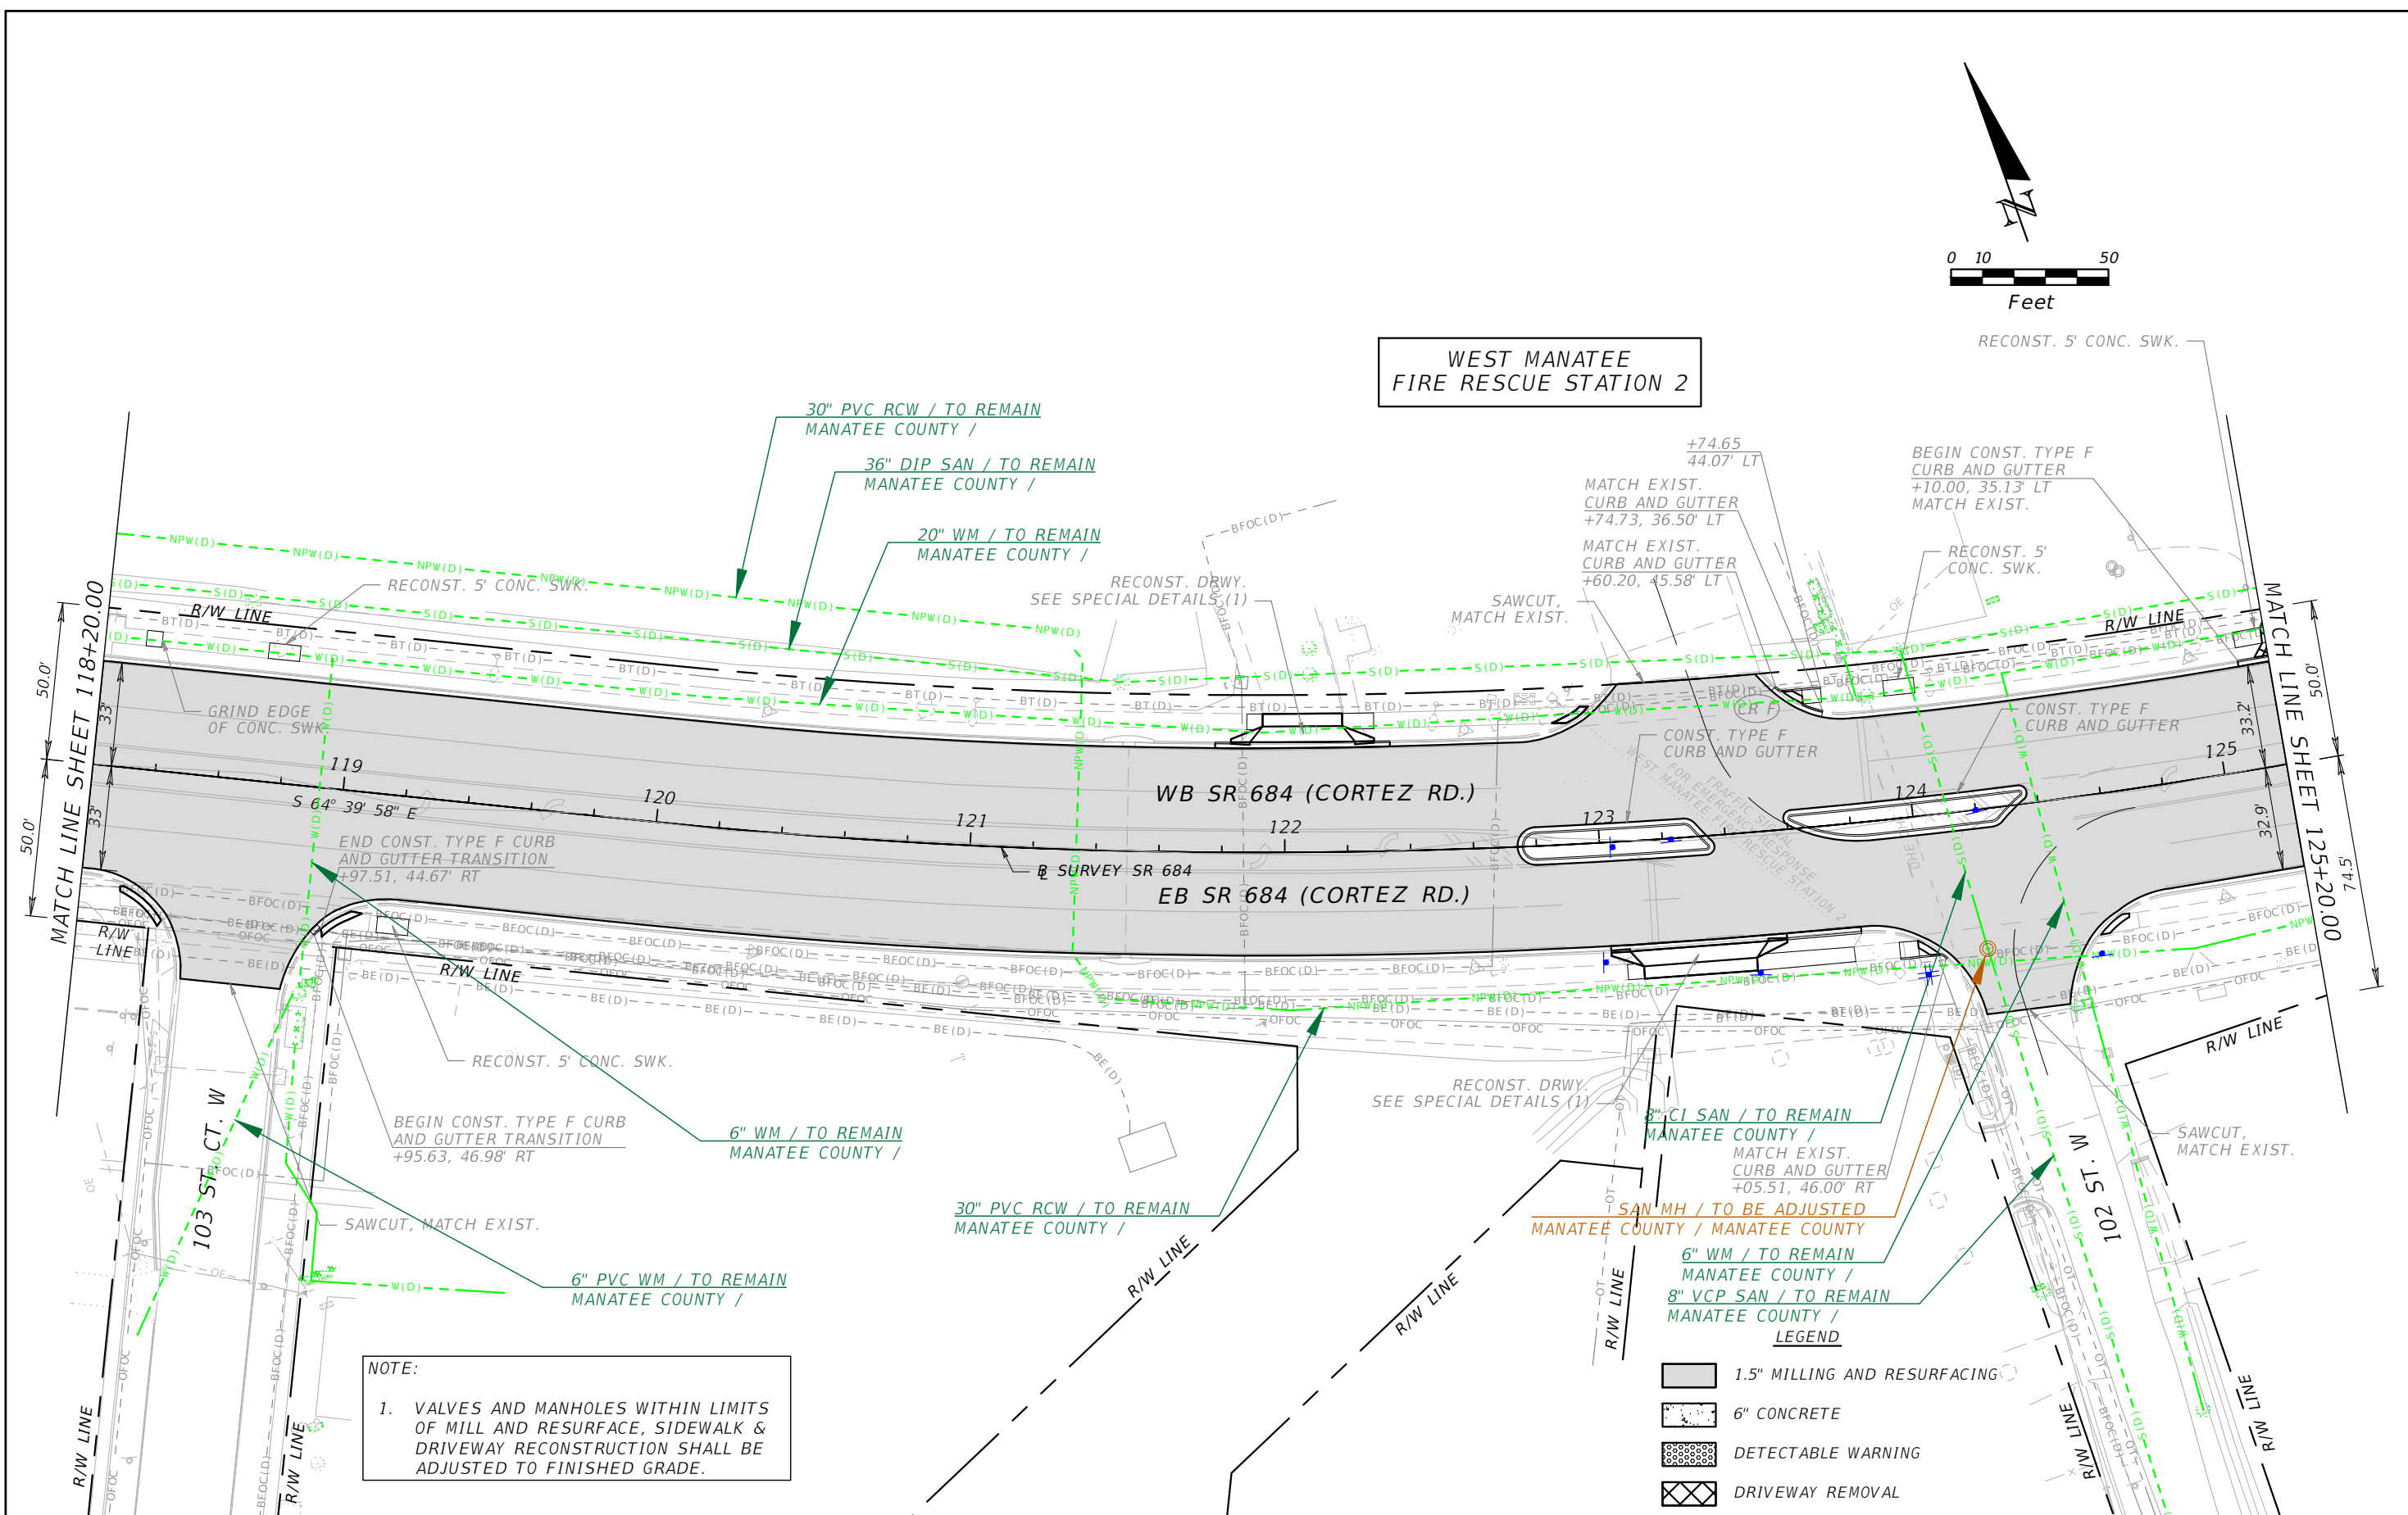 0 10 50
Feet
RECONST. 5' CONC. SWK.
WEST MANATEE
FIRE RESCUE STATION 2
30" PVC RCW / TO REMAIN
MANATEE COUNTY /
36" DIP SAN / TO REMAIN
MANATEE COUNTY /
20" WM / TO REMAIN
MANATEE COUNTY /
+74.65
44.07' LT
MATCH EXIST.
CURB AND GUTTER
+74.73, 36.50' LT
MATCH EXIST.
CURB AND GUTTER
+60.20, 45.58' LT
BEGIN CONST. TYPE F
CURB AND GUTTER
+10.00, 35.13' LT
MATCH EXIST.
RECONST. 5'
CONC. SWK.
RECONST. 5' CONC. SWK.
RECONST. DRWY.
SEE SPECIAL DETAILS (1)
SAWCUT,
MATCH EXIST.
R/W LINE
R/W LINE
MATCH LINE SHEET 118+20.00
MATCH LINE SHEET 125+20.00
50.0'
50.0'
33'
33'
50.0'
33.2'
32.9'
74.5'
GRIND EDGE
OF CONC. SWK.
CONST. TYPE F
CURB AND GUTTER
CONST. TYPE F
CURB AND GUTTER
TRAFFIC SIGNAL
FOR EMERGENCY RESPONSE
WEST MANATEE FIRE RESCUE STATION 2
119
120
121
122
123
124
125
S 64° 39' 58" E
WB SR 684 (CORTEZ RD.)
EB SR 684 (CORTEZ RD.)
SURVEY SR 684
END CONST. TYPE F CURB
AND GUTTER TRANSITION
+97.51, 44.67' RT
R/W
LINE
R/W LINE
R/W LINE
RECONST. 5' CONC. SWK.
BEGIN CONST. TYPE F CURB
AND GUTTER TRANSITION
+95.63, 46.98' RT
SAWCUT, MATCH EXIST.
103 ST. CT. W
6" WM / TO REMAIN
MANATEE COUNTY /
6" PVC WM / TO REMAIN
MANATEE COUNTY /
30" PVC RCW / TO REMAIN
MANATEE COUNTY /
RECONST. DRWY.
SEE SPECIAL DETAILS (1)
8" CI SAN / TO REMAIN
MANATEE COUNTY /
MATCH EXIST.
CURB AND GUTTER
+05.51, 46.00' RT
SAN MH / TO BE ADJUSTED
MANATEE COUNTY / MANATEE COUNTY
6" WM / TO REMAIN
MANATEE COUNTY /
8" VCP SAN / TO REMAIN
MANATEE COUNTY /
102 ST. W
SAWCUT,
MATCH EXIST.
R/W LINE
R/W LINE
R/W LINE
R/W LINE
R/W LINE
R/W LINE
R/W LINE
NOTE:
1. VALVES AND MANHOLES WITHIN LIMITS
OF MILL AND RESURFACE, SIDEWALK &
DRIVEWAY RECONSTRUCTION SHALL BE
ADJUSTED TO FINISHED GRADE.
LEGEND
1.5" MILLING AND RESURFACING
6" CONCRETE
DETECTABLE WARNING
DRIVEWAY REMOVAL